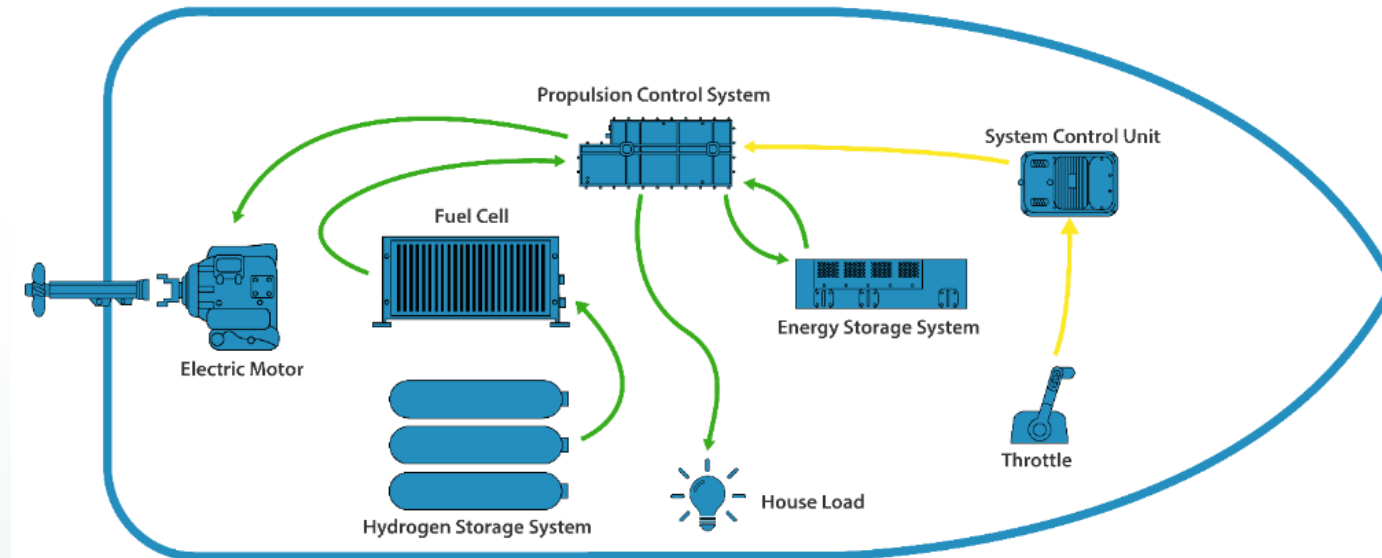 Propulsion Control System
System Control Unit
Fuel Cell
Energy Storage System
Electric Motor
Throttle
House Load
Hydrogen Storage System